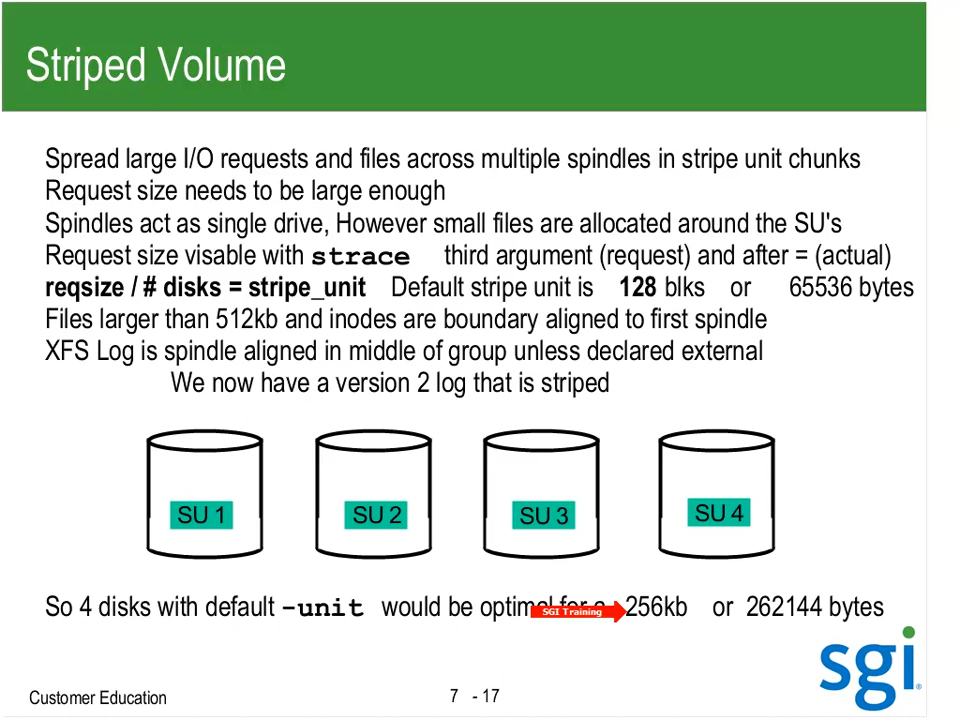 Striped Volume
Spread large I/O requests and files across multiple spindles in stripe unit chunks
Request size needs to be large enough
Spindles act as single drive, However small files are allocated around the SU's
Request size visable with strace third argument (request) and after = (actual)
reqsize / # disks = stripe_unit Default stripe unit is 128 blks or 65536 bytes
Files larger than 512kb and inodes are boundary aligned to first spindle
XFS Log is spindle aligned in middle of group unless declared external
We now have a version 2 log that is striped
SU 1 SU 2 SU 3 SU 4
So 4 disks with default -unit would be optimal for a 256kb or 262144 bytes
SGI Training
sgi®
Customer Education 7 - 17